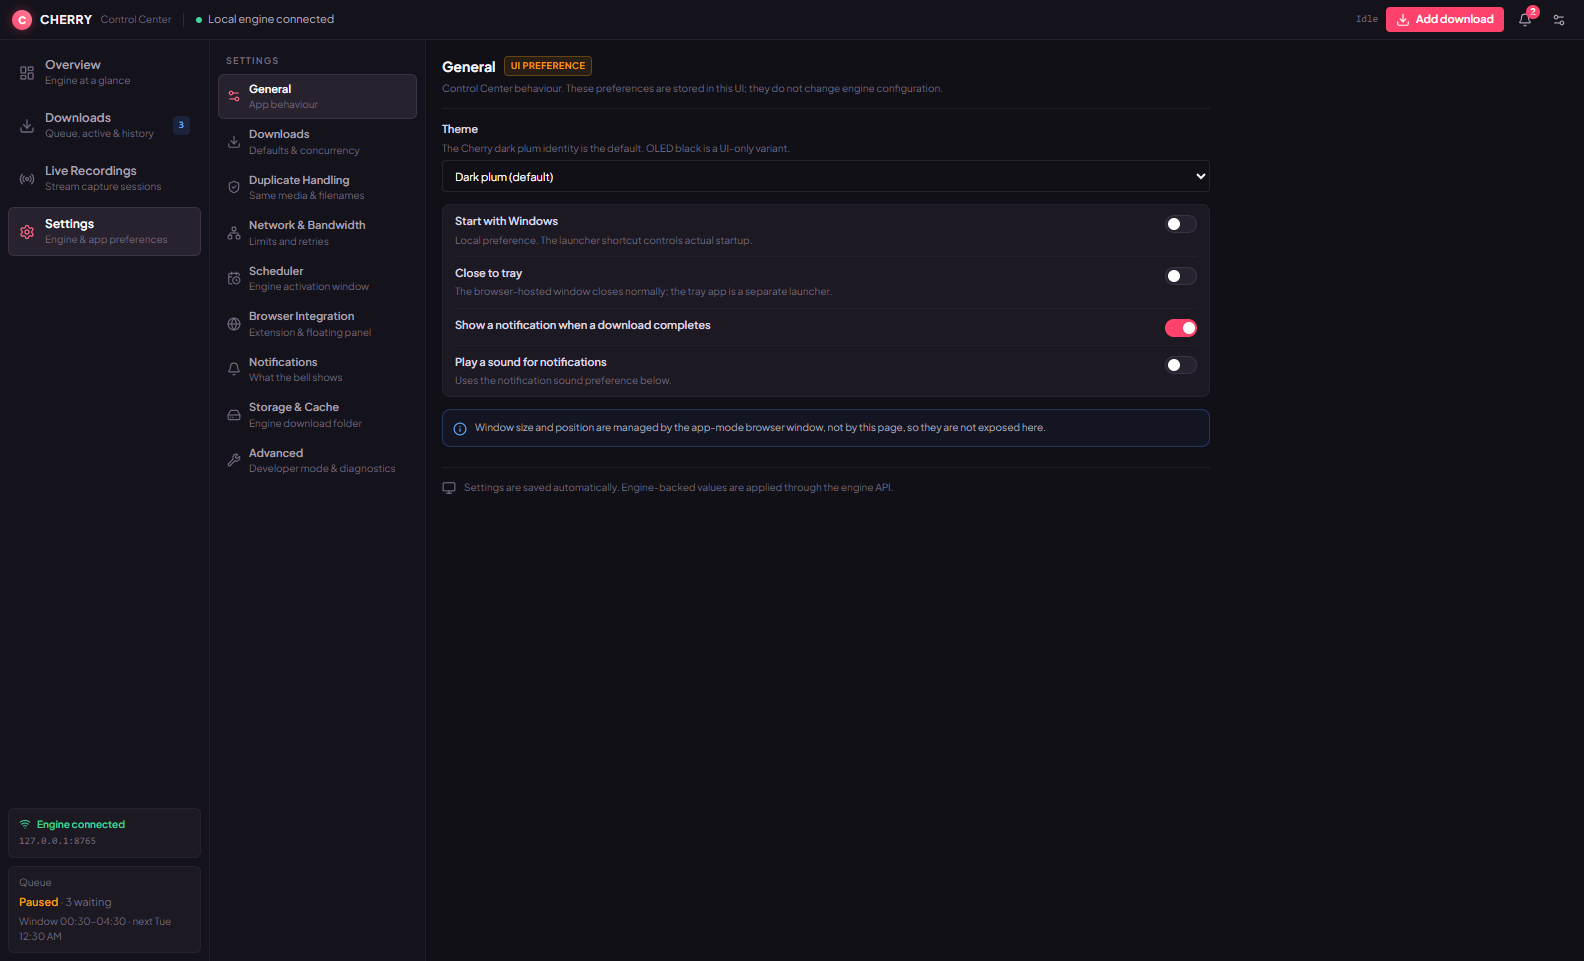 C CHERRY Control Center Local engine connected
Idle Add download 2
Overview
Engine at a glance
Downloads
Queue, active & history
3
Live Recordings
Stream capture sessions
Settings
Engine & app preferences
Engine connected
127.0.0.1:8765
Queue
Paused · 3 waiting
Window 00:30–04:30 · next Tue
12:30 AM
SETTINGS
General
App behaviour
Downloads
Defaults & concurrency
Duplicate Handling
Same media & filenames
Network & Bandwidth
Limits and retries
Scheduler
Engine activation window
Browser Integration
Extension & floating panel
Notifications
What the bell shows
Storage & Cache
Engine download folder
Advanced
Developer mode & diagnostics
General UI PREFERENCE
Control Center behaviour. These preferences are stored in this UI; they do not change engine configuration.
Theme
The Cherry dark plum identity is the default. OLED black is a UI-only variant.
Dark plum (default)
Start with Windows
Local preference. The launcher shortcut controls actual startup.
Close to tray
The browser-hosted window closes normally; the tray app is a separate launcher.
Show a notification when a download completes
Play a sound for notifications
Uses the notification sound preference below.
Window size and position are managed by the app-mode browser window, not by this page, so they are not exposed here.
Settings are saved automatically. Engine-backed values are applied through the engine API.